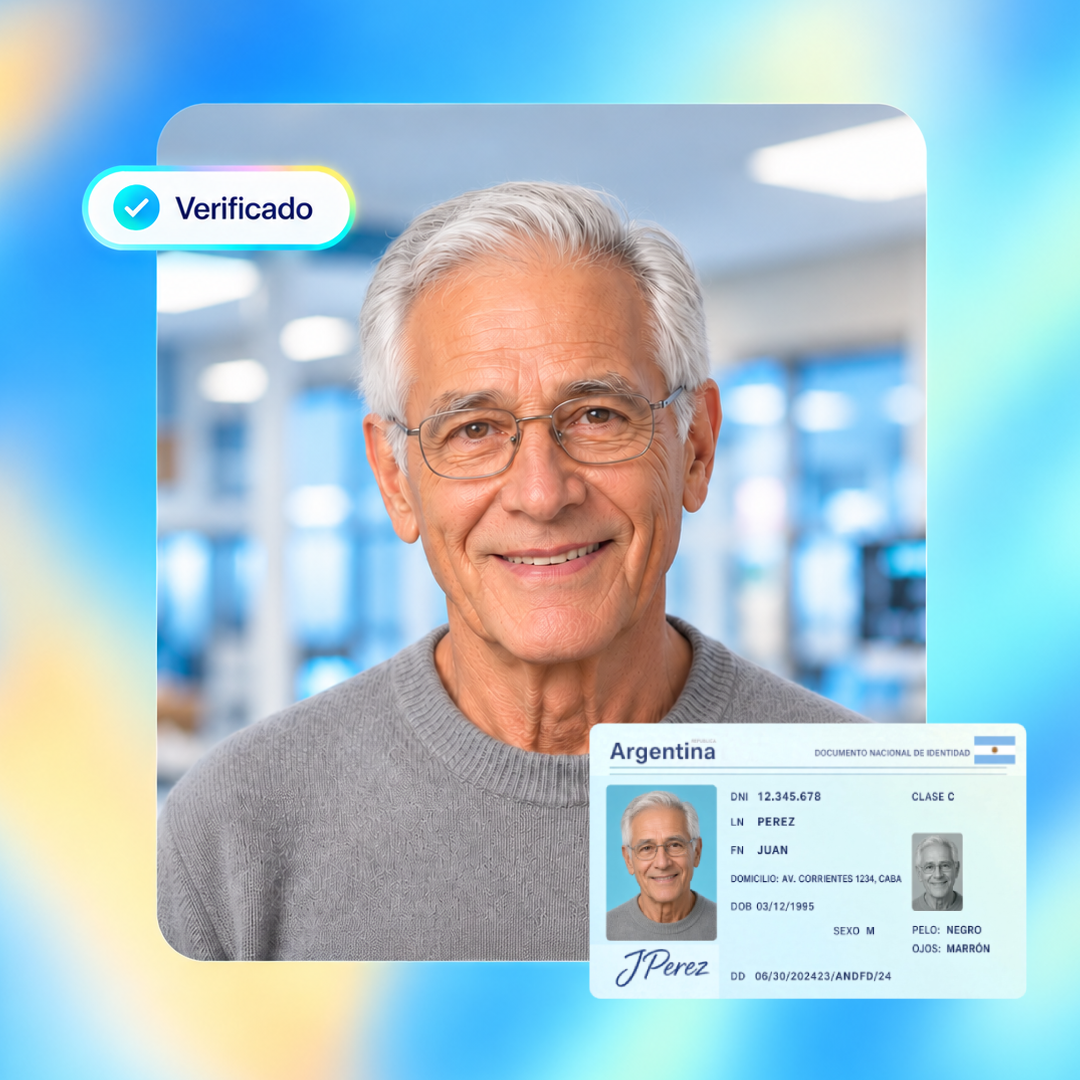 Verificado
REPÚBLICA
Argentina
DOCUMENTO NACIONAL DE IDENTIDAD
DNI 12.345.678
CLASE C
LN PEREZ
FN JUAN
DOMICILIO: AV. CORRIENTES 1234, CABA
DOB 03/12/1995
SEXO M
PELO: NEGRO
OJOS: MARRÓN
JPerez
DD 06/30/202423/ANDFD/24